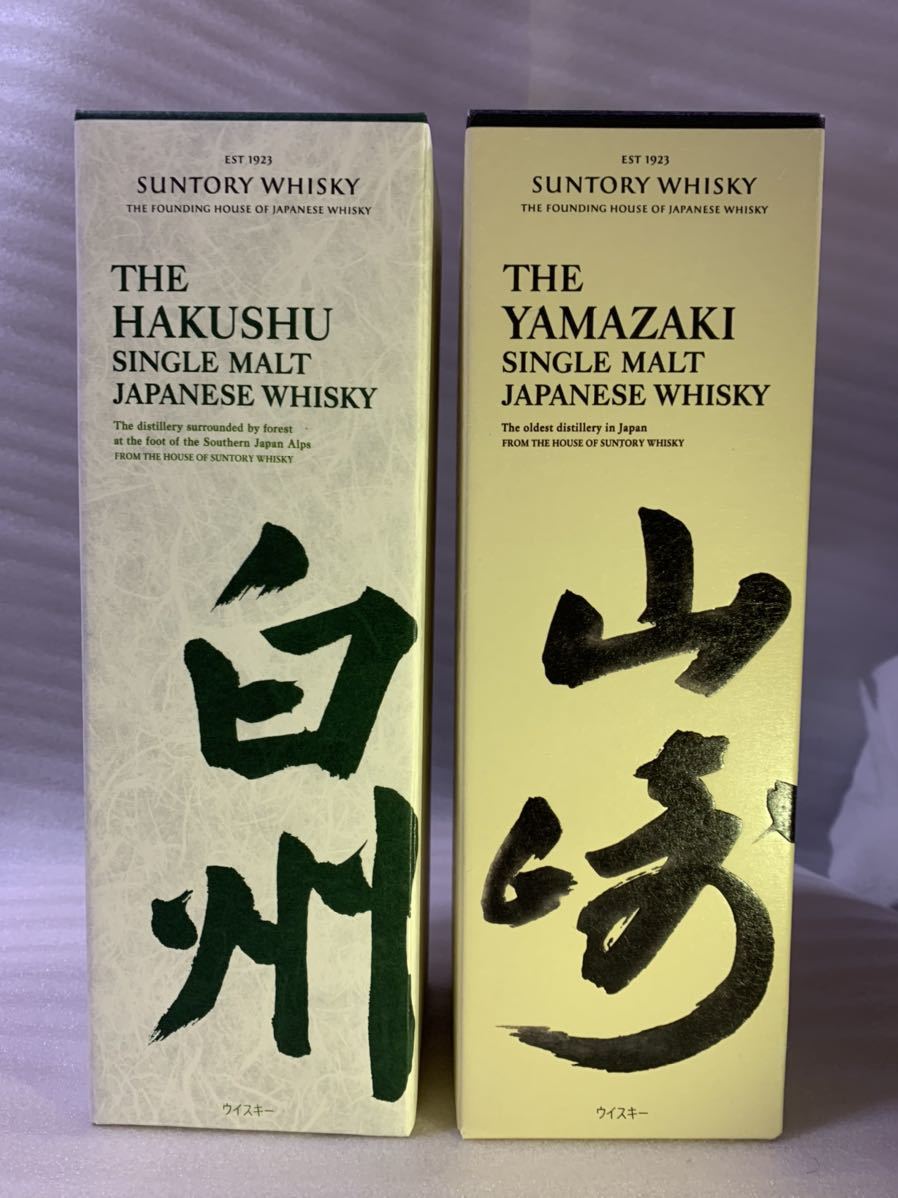 EST 1923
SUNTORY WHISKY
THE FOUNDING HOUSE OF JAPANESE WHISKY
THE
HAKUSHU
SINGLE MALT
JAPANESE WHISKY
The distillery surrounded by forest
at the foot of the Southern Japan Alps
FROM THE HOUSE OF SUNTORY WHISKY
白州
ウイスキー
EST 1923
SUNTORY WHISKY
THE FOUNDING HOUSE OF JAPANESE WHISKY
THE
YAMAZAKI
SINGLE MALT
JAPANESE WHISKY
The oldest distillery in Japan
FROM THE HOUSE OF SUNTORY WHISKY
山崎
ウイスキー